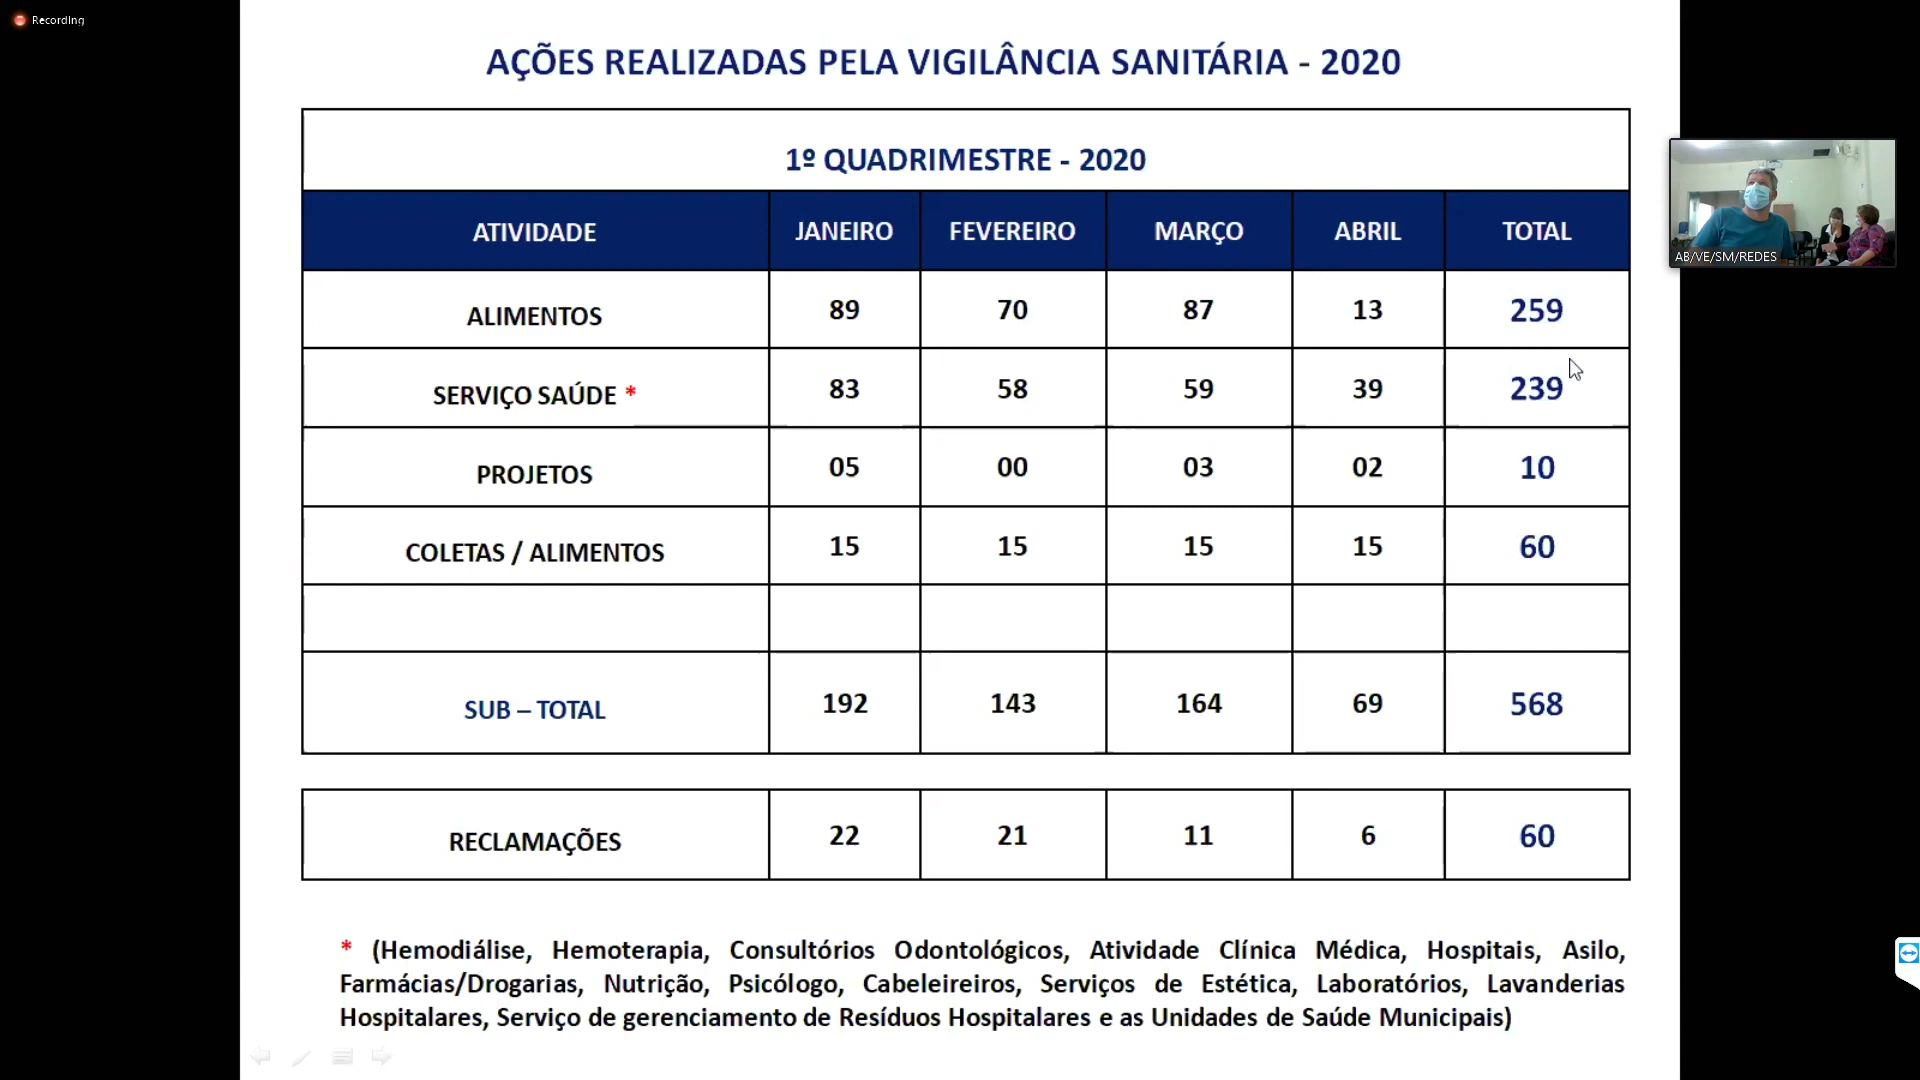 Recording
AÇÕES REALIZADAS PELA VIGILÂNCIA SANITÁRIA - 2020
1º QUADRIMESTRE - 2020
ATIVIDADE JANEIRO FEVEREIRO MARÇO ABRIL TOTAL
ALIMENTOS 89 70 87 13 259
SERVIÇO SAÚDE * 83 58 59 39 239
PROJETOS 05 00 03 02 10
COLETAS / ALIMENTOS 15 15 15 15 60
SUB – TOTAL 192 143 164 69 568
RECLAMAÇÕES 22 21 11 6 60
* (Hemodiálise, Hemoterapia, Consultórios Odontológicos, Atividade Clínica Médica, Hospitais, Asilo,
Farmácias/Drogarias, Nutrição, Psicólogo, Cabeleireiros, Serviços de Estética, Laboratórios, Lavanderias
Hospitalares, Serviço de gerenciamento de Resíduos Hospitalares e as Unidades de Saúde Municipais)
AB/VE/SM/REDES